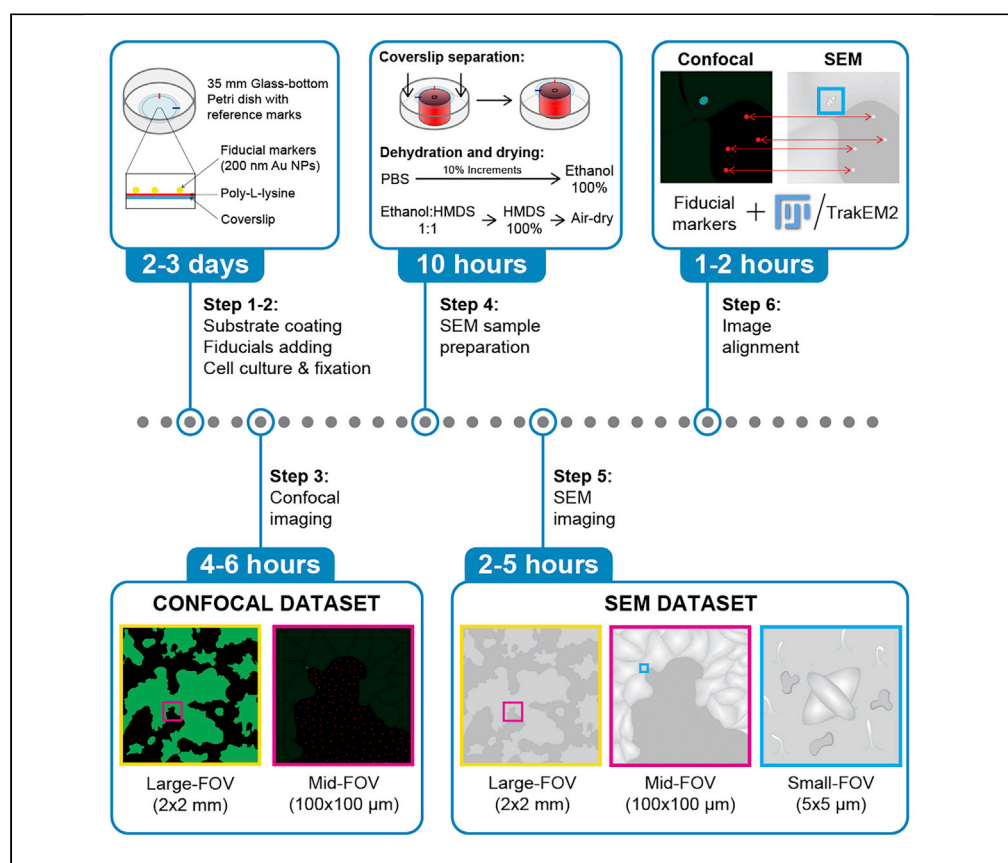 35 mm Glass-bottom
Petri dish with
reference marks
Fiducial markers
(200 nm Au NPs)
Poly-L-lysine
Coverslip
2-3 days
Step 1-2:
Substrate coating
Fiducials adding
Cell culture & fixation
Coverslip separation:
Dehydration and drying:
PBS 10% Increments Ethanol
100%
Ethanol:HMDS HMDS Air-dry
1:1 100%
10 hours
Step 4:
SEM sample
preparation
Confocal SEM
Fiducial
markers + /TrakEM2
1-2 hours
Step 6:
Image
alignment
Step 3:
Confocal
imaging
4-6 hours
CONFOCAL DATASET
Large-FOV Mid-FOV
(2x2 mm) (100x100 µm)
Step 5:
SEM
imaging
2-5 hours
SEM DATASET
Large-FOV Mid-FOV Small-FOV
(2x2 mm) (100x100 µm) (5x5 µm)